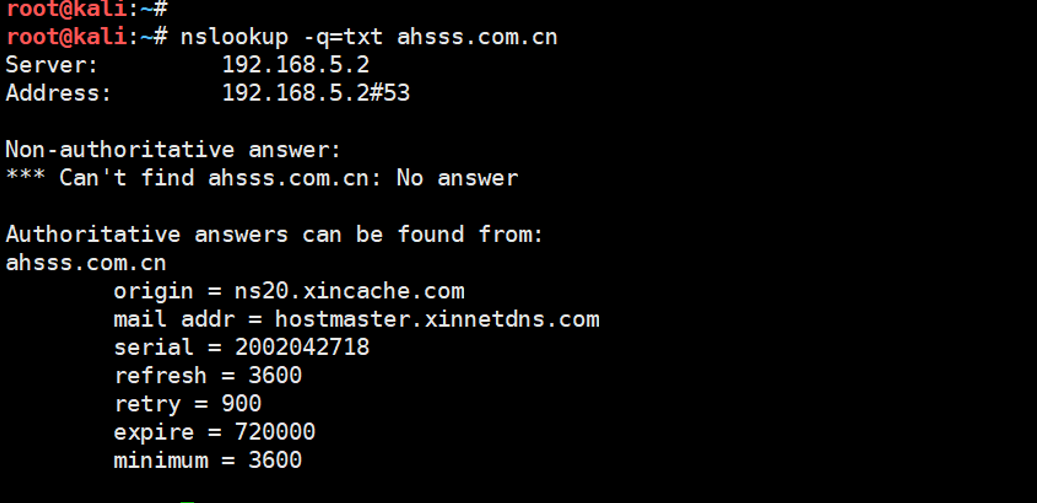 root@kali:~#
root@kali:~# nslookup -q=txt ahsss.com.cn
Server:         192.168.5.2
Address:        192.168.5.2#53

Non-authoritative answer:
*** Can't find ahsss.com.cn: No answer

Authoritative answers can be found from:
ahsss.com.cn
        origin = ns20.xincache.com
        mail addr = hostmaster.xinnetdns.com
        serial = 2002042718
        refresh = 3600
        retry = 900
        expire = 720000
        minimum = 3600